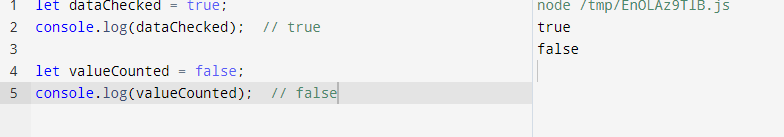 1 let dataChecked = true;
2 console.log(dataChecked); // true
3
4 let valueCounted = false;
5 console.log(valueCounted); // false
node /tmp/EnOLAz9TlB.js
true
false